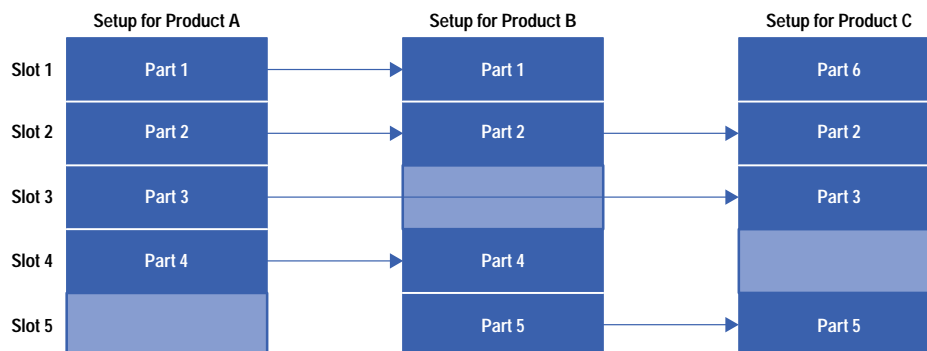 Setup for Product A Setup for Product B Setup for Product C
Slot 1 Part 1 Part 1 Part 6
Slot 2 Part 2 Part 2 Part 2
Slot 3 Part 3 Part 3
Slot 4 Part 4 Part 4
Slot 5 Part 5 Part 5